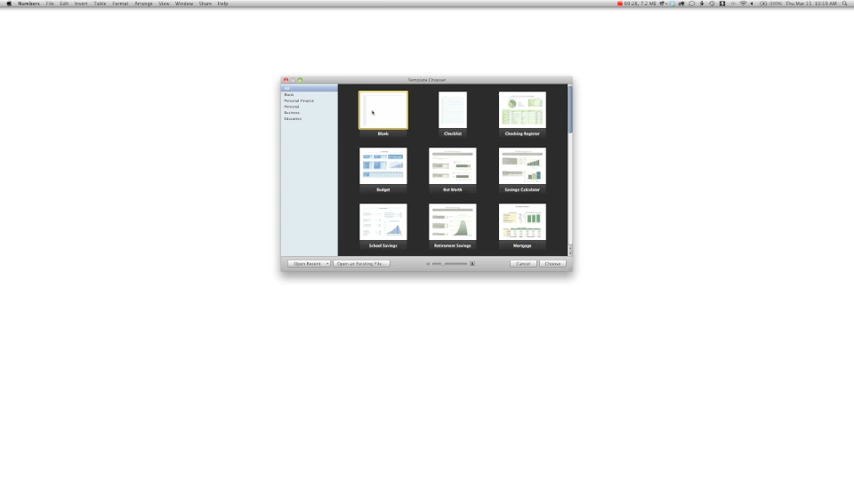 Numbers File Edit Insert Table Format Arrange View Window Share Help
Template Chooser
All
Blank
Personal Finance
Personal
Business
Education
Blank Checklist Checking Register
Budget Net Worth Savings Calculator
School Savings Retirement Savings Mortgage
Open Recent Open an Existing File... Cancel Choose